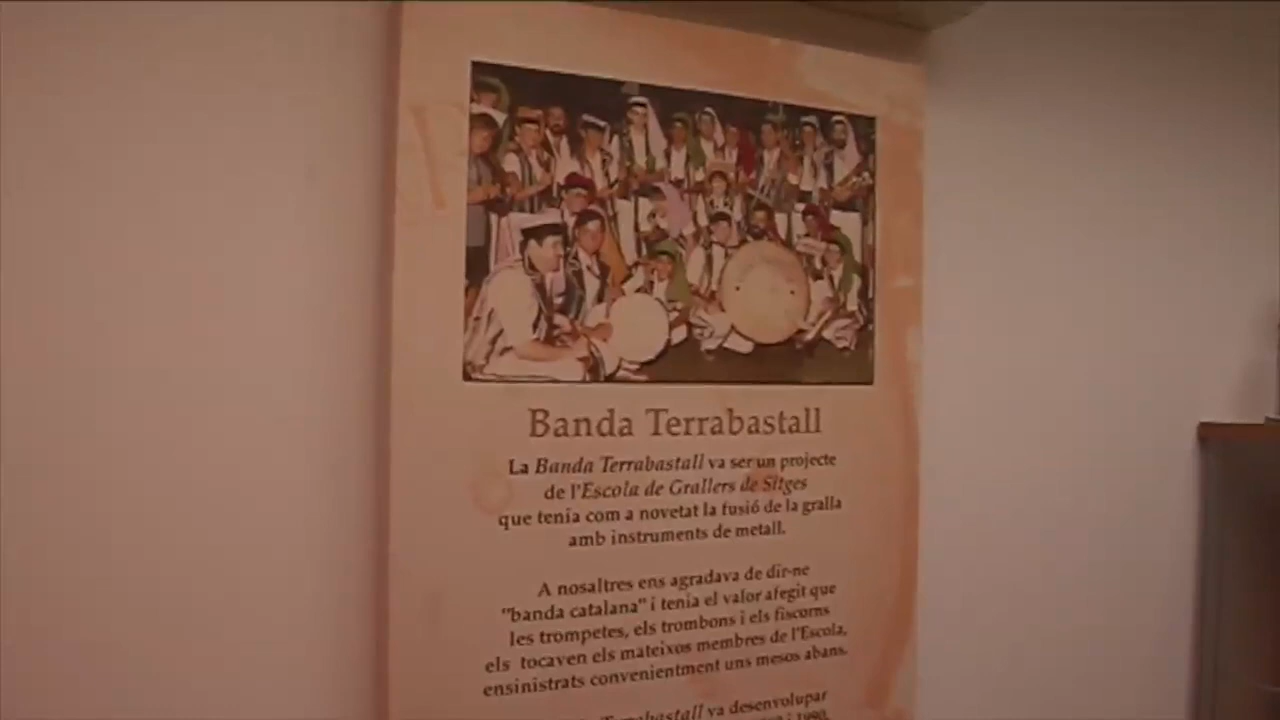 Banda Terrabastall
La Banda Terrabastall va ser un projecte
de l'Escola de Grallers de Sitges
que tenia com a novetat la fusió de la gralla
amb instruments de metall.
A nosaltres ens agradava de dir-ne
"banda catalana" i tenia el valor afegit que
les trompetes, els trombons i els fiscorns
els tocaven els mateixos membres de l'Escola,
ensinistrats convenientment uns mesos abans.
Terrabastall va desenvolupar
i 1990